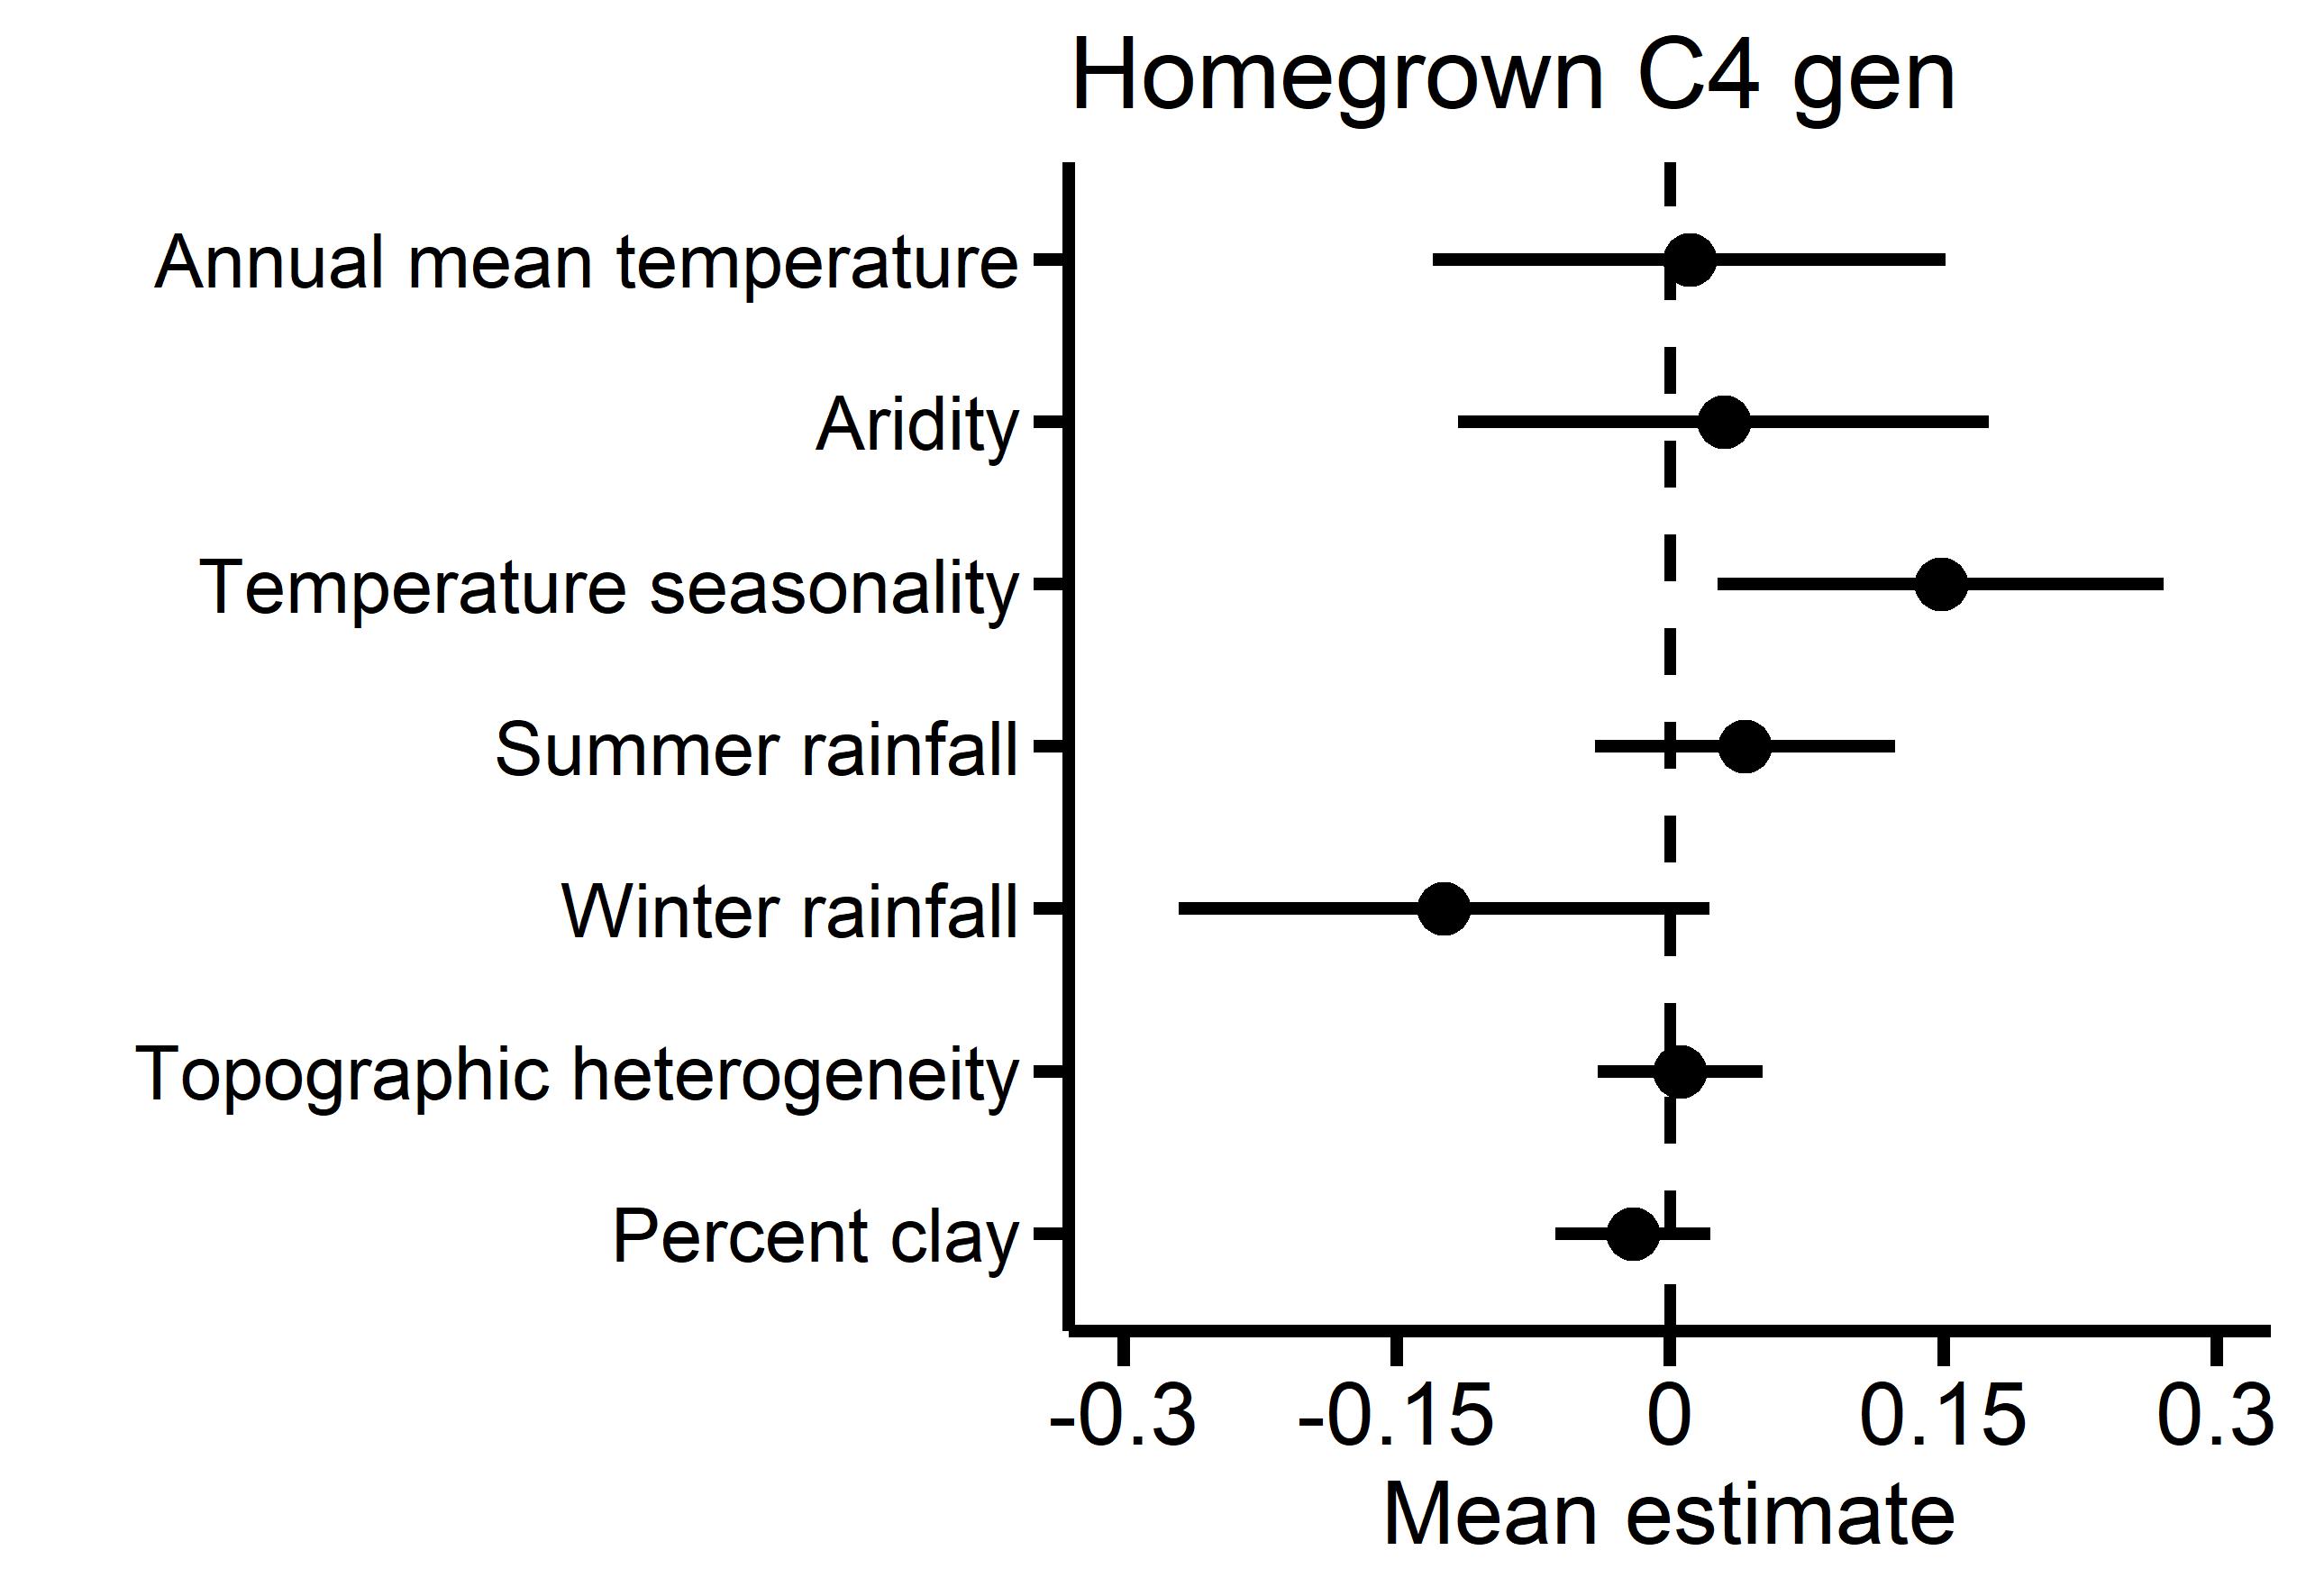 Homegrown C4 gen
Annual mean temperature
Aridity
Temperature seasonality
Summer rainfall
Winter rainfall
Topographic heterogeneity
Percent clay
-0.3 -0.15 0 0.15 0.3
Mean estimate